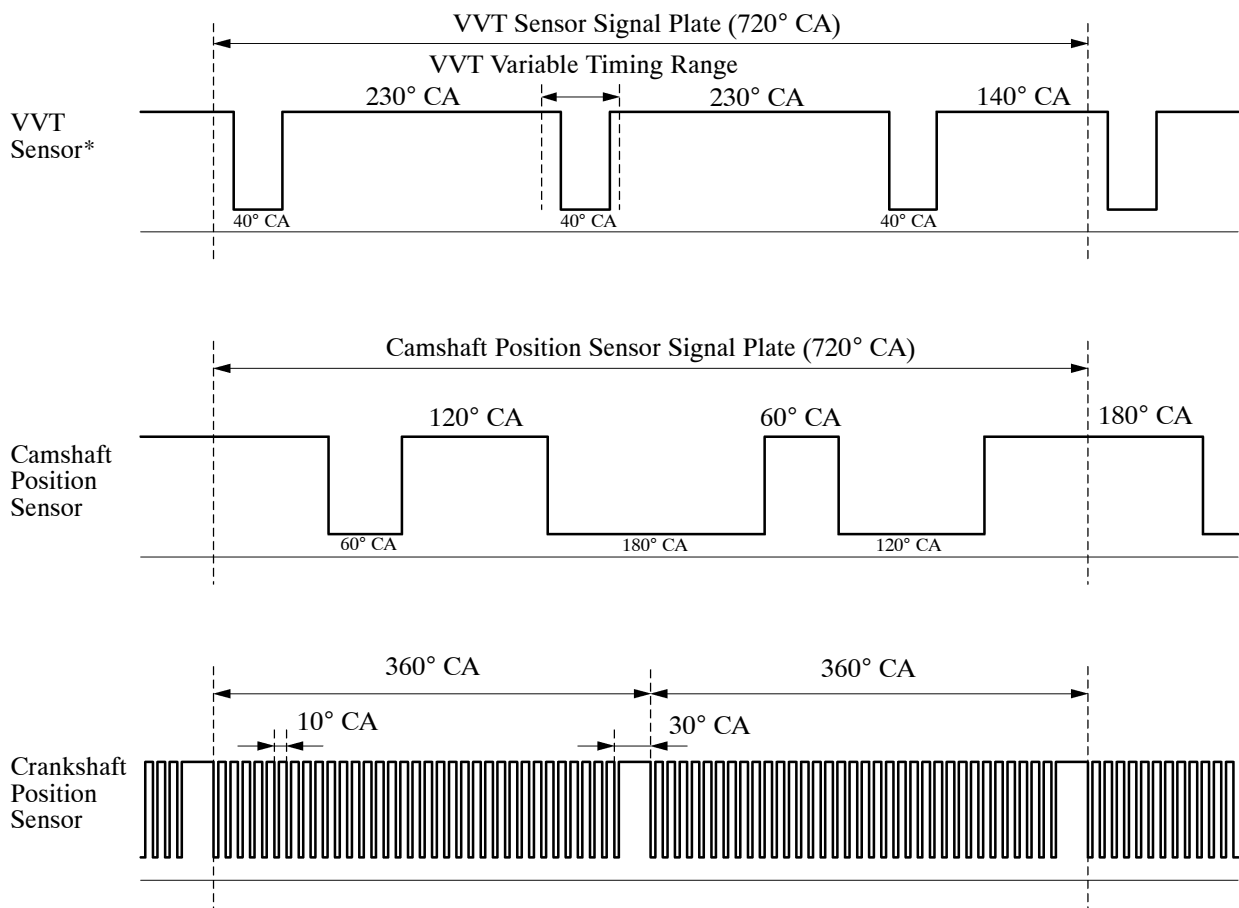 VVT Sensor Signal Plate (720° CA)
VVT Variable Timing Range
230° CA
230° CA
140° CA
VVT
Sensor*
40° CA
40° CA
40° CA
Camshaft Position Sensor Signal Plate (720° CA)
120° CA
60° CA
180° CA
Camshaft
Position
Sensor
60° CA
180° CA
120° CA
360° CA
360° CA
10° CA
30° CA
Crankshaft
Position
Sensor